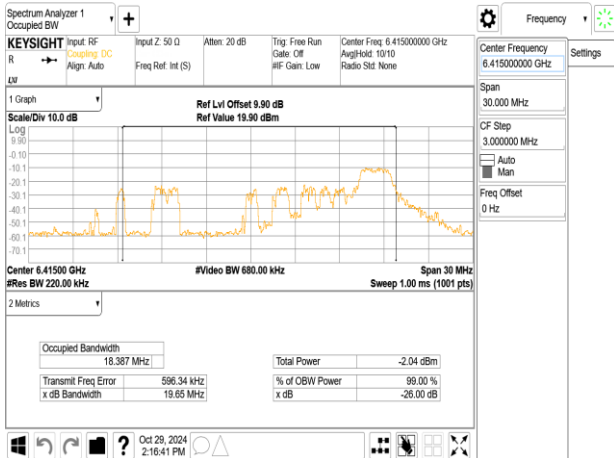 Spectrum Analyzer 1
Occupied BW
Frequency
KEYSIGHT
R
LXI
Input: RF
Coupling: DC
Align: Auto
Input Z: 50 Ω
Freq Ref: Int (S)
Atten: 20 dB
Trig: Free Run
Gate: Off
#IF Gain: Low
Center Freq: 6.415000000 GHz
Avg|Hold: 10/10
Radio Std: None
Center Frequency
6.415000000 GHz
Settings
Span
30.000 MHz
CF Step
3.000000 MHz
Auto
Man
Freq Offset
0 Hz
1 Graph
Scale/Div 10.0 dB
Ref Lvl Offset 9.90 dB
Ref Value 19.90 dBm
Log
9.90
-0.10
-10.1
-20.1
-30.1
-40.1
-50.1
-60.1
-70.1
Center 6.41500 GHz
#Res BW 220.00 kHz
#Video BW 680.00 kHz
Span 30 MHz
Sweep 1.00 ms (1001 pts)
2 Metrics
Occupied Bandwidth
18.387 MHz
Total Power -2.04 dBm
Transmit Freq Error 596.34 kHz
% of OBW Power 99.00 %
x dB Bandwidth 19.65 MHz
x dB -26.00 dB
?
Oct 29, 2024
2:16:41 PM